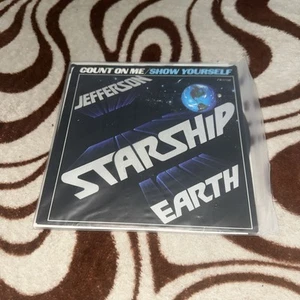 COUNT ON ME/SHOW YOURSELF
JEFFERSON
STARSHIP
EARTH